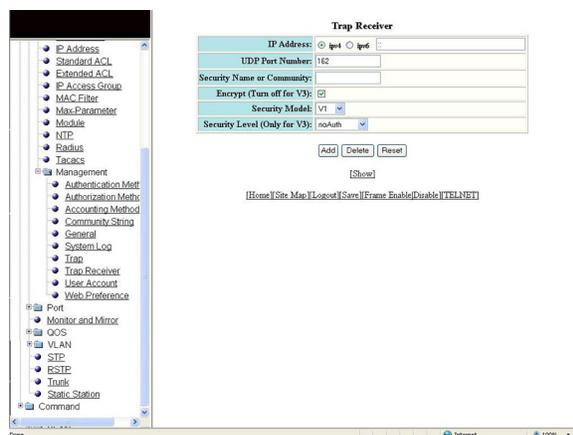 IP Address
Standard ACL
Extended ACL
IP Access Group
MAC Filter
Max-Parameter
Module
NTP
Radius
Tacacs
Management
Authentication Meth
Authorization Metho
Accounting Method
Community String
General
System Log
Trap
Trap Receiver
User Account
Web Preference
Port
Monitor and Mirror
QOS
VLAN
STP
RSTP
Trunk
Static Station
Command
Trap Receiver
IP Address: ipv4 ipv6 ::
UDP Port Number: 162
Security Name or Community:
Encrypt (Turn off for V3):
Security Model: V1
Security Level (Only for V3): noAuth
Add Delete Reset
[Show]
[Home][Site Map][Logout][Save][Frame Enable|Disable][TELNET]
Internet 100%